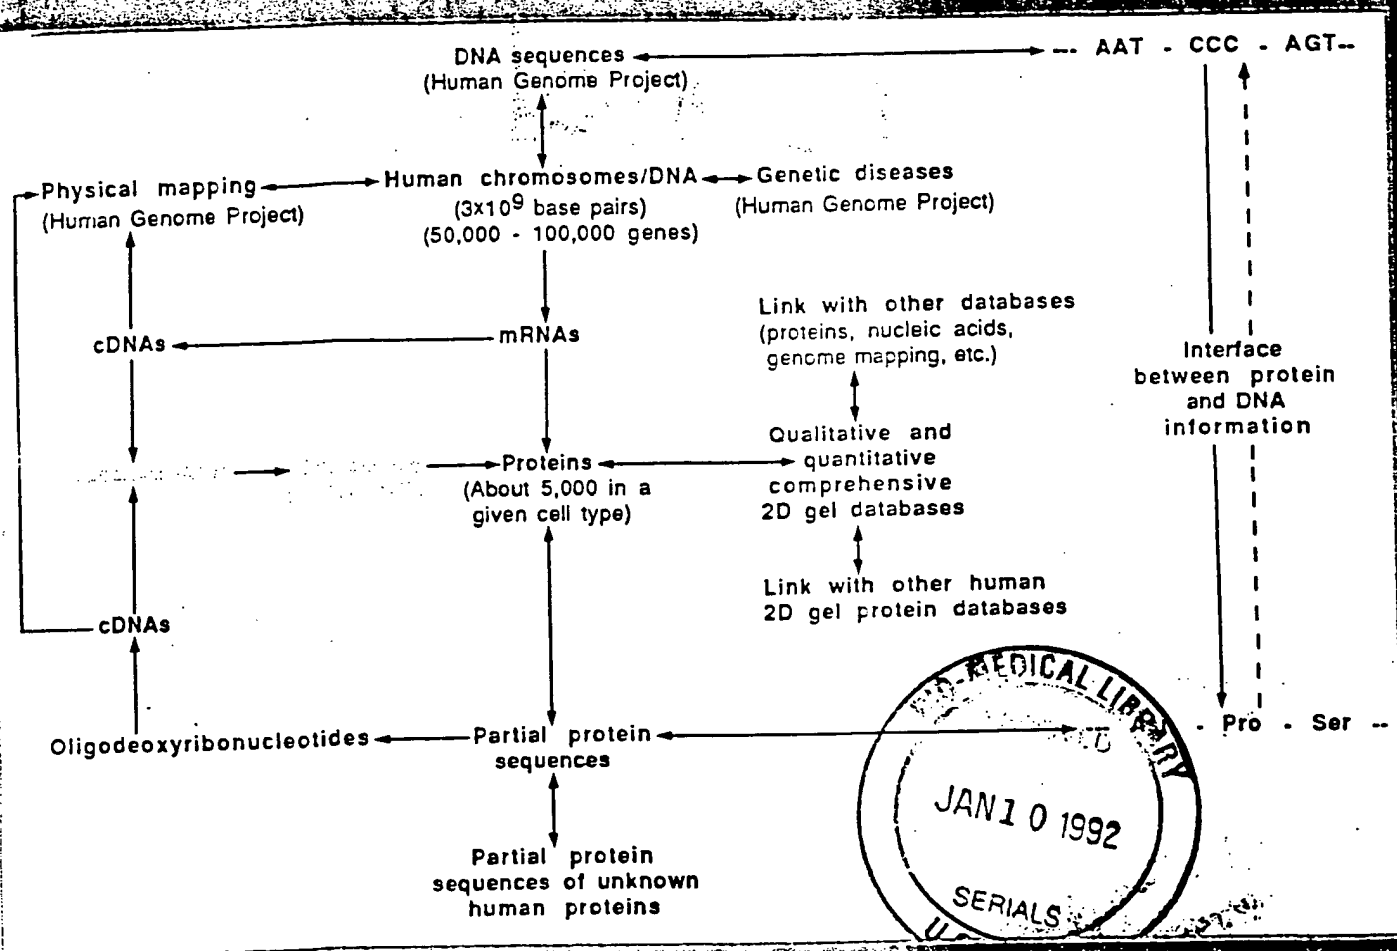 DNA sequences
(Human Genome Project)
--- AAT - CCC - AGT--
Physical mapping
(Human Genome Project)
Human chromosomes/DNA
(3x10⁹ base pairs)
(50,000 - 100,000 genes)
Genetic diseases
(Human Genome Project)
cDNAs
mRNAs
Link with other databases
(proteins, nucleic acids,
genome mapping, etc.)
Interface
between protein
and DNA
information
Proteins
(About 5,000 in a
given cell type)
Qualitative and
quantitative
comprehensive
2D gel databases
Link with other human
2D gel protein databases
cDNAs
Oligodeoxyribonucleotides
Partial protein
sequences
- Pro - Ser --
Partial protein
sequences of unknown
human proteins
MEDICAL LIBRARY
JAN 10 1992
SERIALS